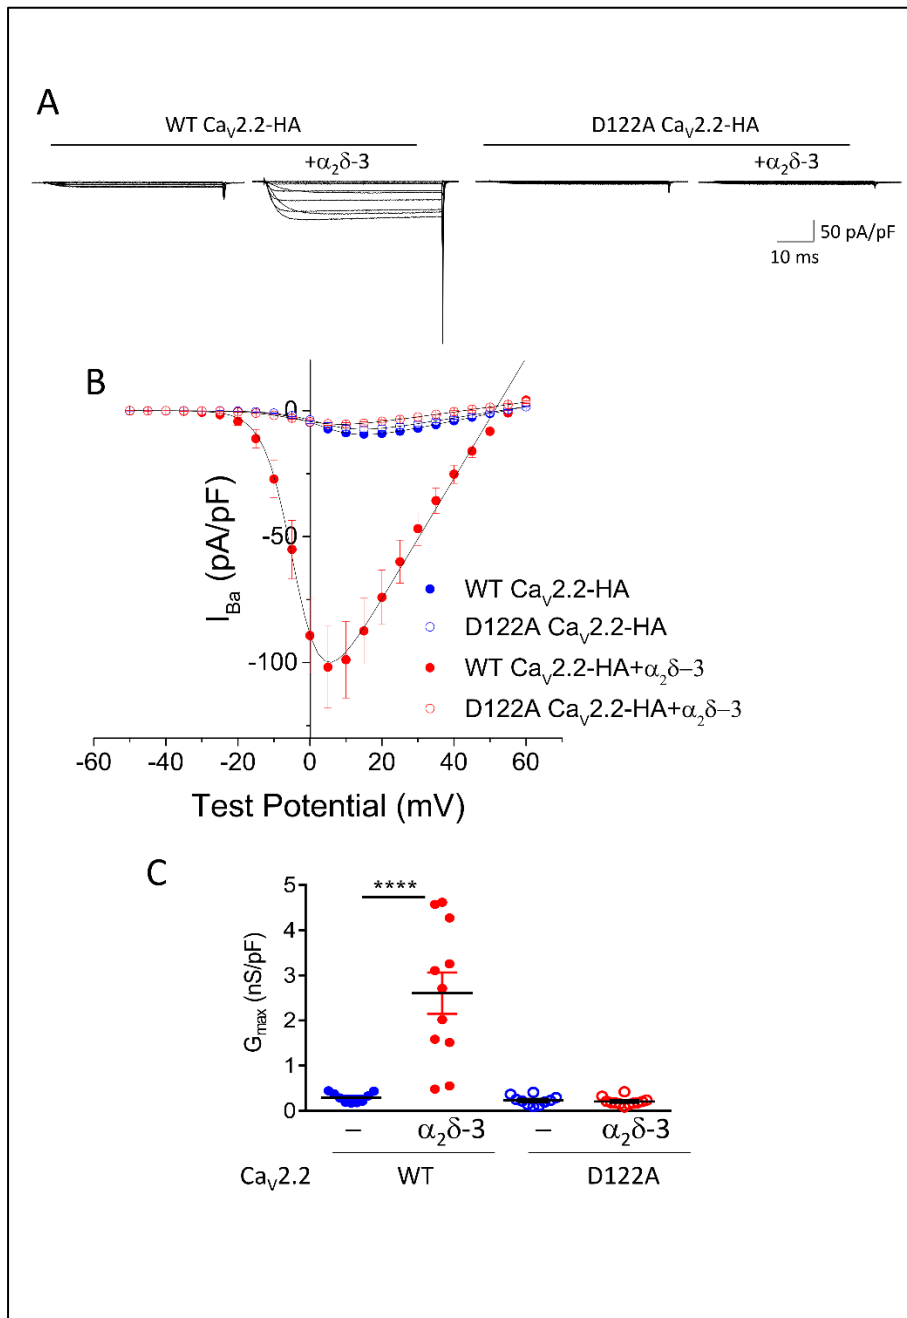 A
WT CaV2.2-HA
D122A CaV2.2-HA
+α2δ-3
+α2δ-3
50 pA/pF
10 ms
B
0
-50
-100
IBa (pA/pF)
WT CaV2.2-HA
D122A CaV2.2-HA
WT CaV2.2-HA+α2δ–3
D122A CaV2.2-HA+α2δ–3
-60 -40 -20 0 20 40 60
Test Potential (mV)
C
5
4
3
2
1
0
Gmax (nS/pF)
****
– α2δ-3 – α2δ-3
CaV2.2 WT D122A